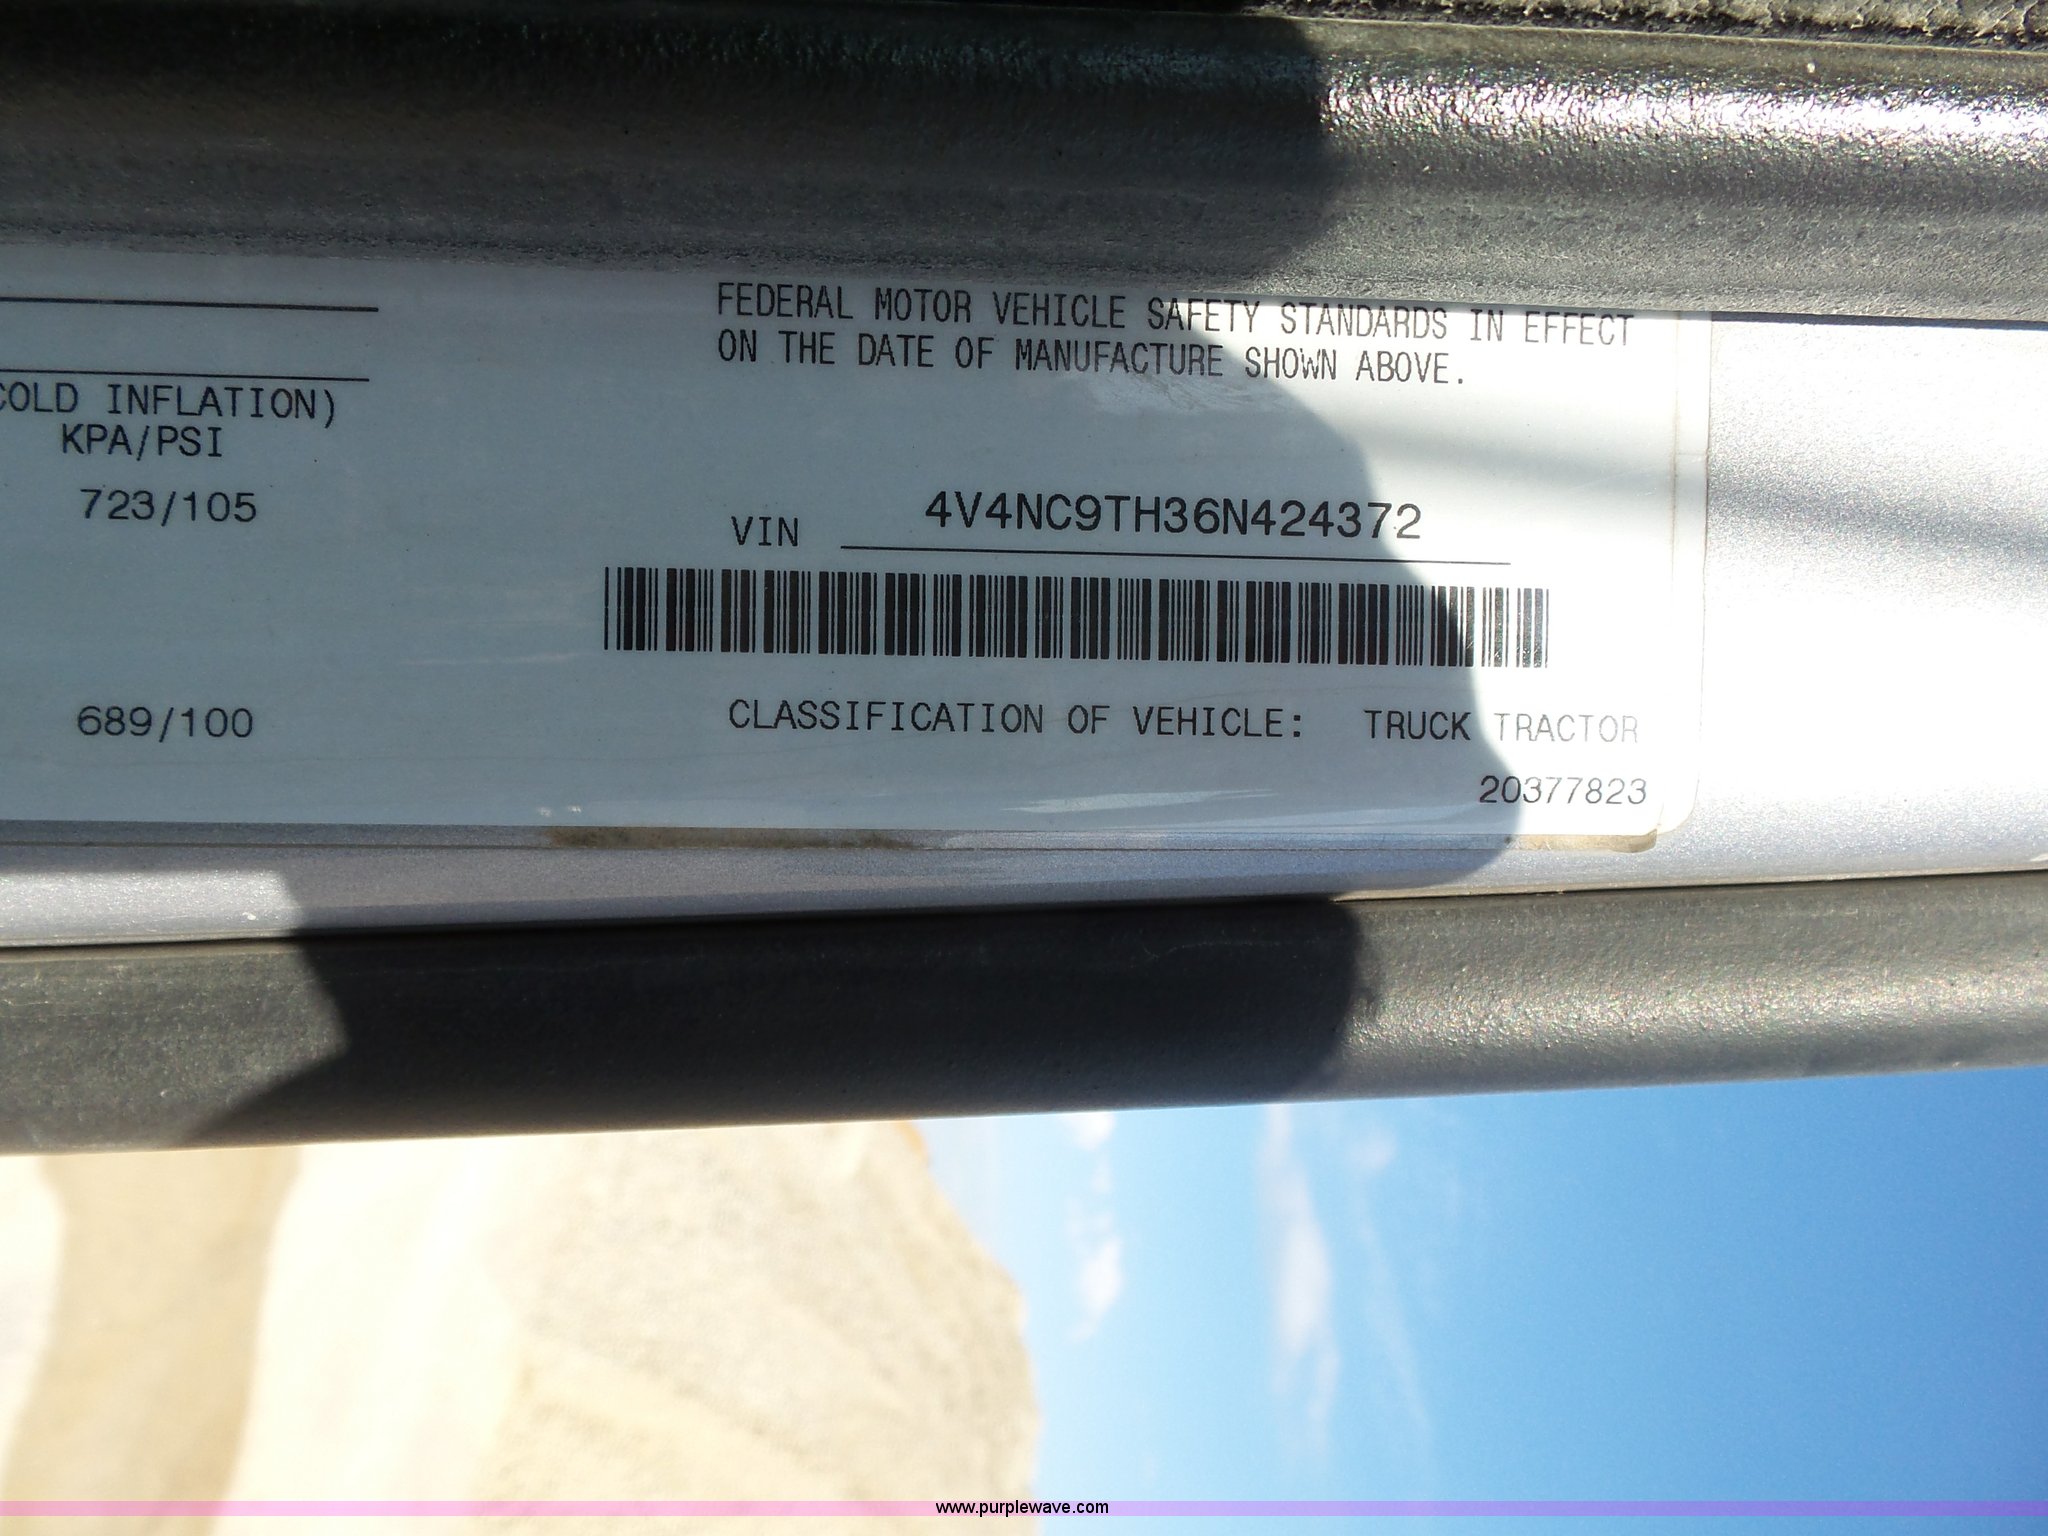 FEDERAL MOTOR VEHICLE SAFETY STANDARDS IN EFFECT
ON THE DATE OF MANUFACTURE SHOWN ABOVE.
COLD INFLATION)
KPA/PSI
723/105
VIN 4V4NC9TH36N424372
689/100
CLASSIFICATION OF VEHICLE: TRUCK TRACTOR
20377823
www.purplewave.com